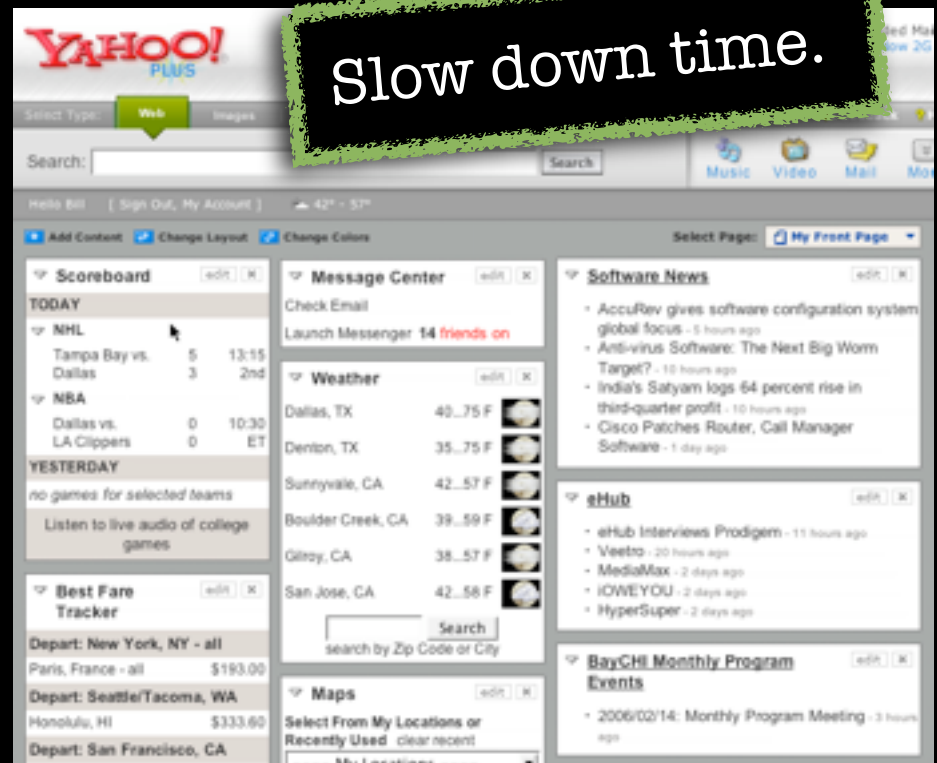 YAHOO!
PLUS
Slow down time.
Select Type:
Web
Images
Search:
Search
Music
Video
Mail
Hello Bill [ Sign Out, My Account ] 42° - 57°
Add Content Change Layout Change Colors
Select Page: My Front Page
Scoreboard edit
TODAY
NHL
Tampa Bay vs. 5 13:15
Dallas 3 2nd
NBA
Dallas vs. 0 10:30
LA Clippers 0 ET
YESTERDAY
no games for selected teams
Listen to live audio of college
games
Best Fare edit
Tracker
Depart: New York, NY - all
Paris, France - all $193.00
Depart: Seattle/Tacoma, WA
Honolulu, HI $333.60
Depart: San Francisco, CA
Message Center edit
Check Email
Launch Messenger 14 friends on
Weather edit
Dallas, TX 40...75 F
Denton, TX 35...75 F
Sunnyvale, CA 42...57 F
Boulder Creek, CA 39...59 F
Gilroy, CA 38...57 F
San Jose, CA 42...58 F
Search
search by Zip Code or City
Maps edit
Select From My Locations or
Recently Used clear recent
My Locations
Software News edit
AccuRev gives software configuration system
global focus - 5 hours ago
Anti-virus Software: The Next Big Worm
Target? - 10 hours ago
India's Satyam logs 64 percent rise in
third-quarter profit - 10 hours ago
Cisco Patches Router, Call Manager
Software - 1 day ago
eHub edit
eHub Interviews Prodigem - 11 hours ago
Veetro - 20 hours ago
MediaMax - 2 days ago
iOWEYOU - 2 days ago
HyperSuper - 2 days ago
BayCHI Monthly Program edit
Events
2006/02/14: Monthly Program Meeting - 3 hours
ago